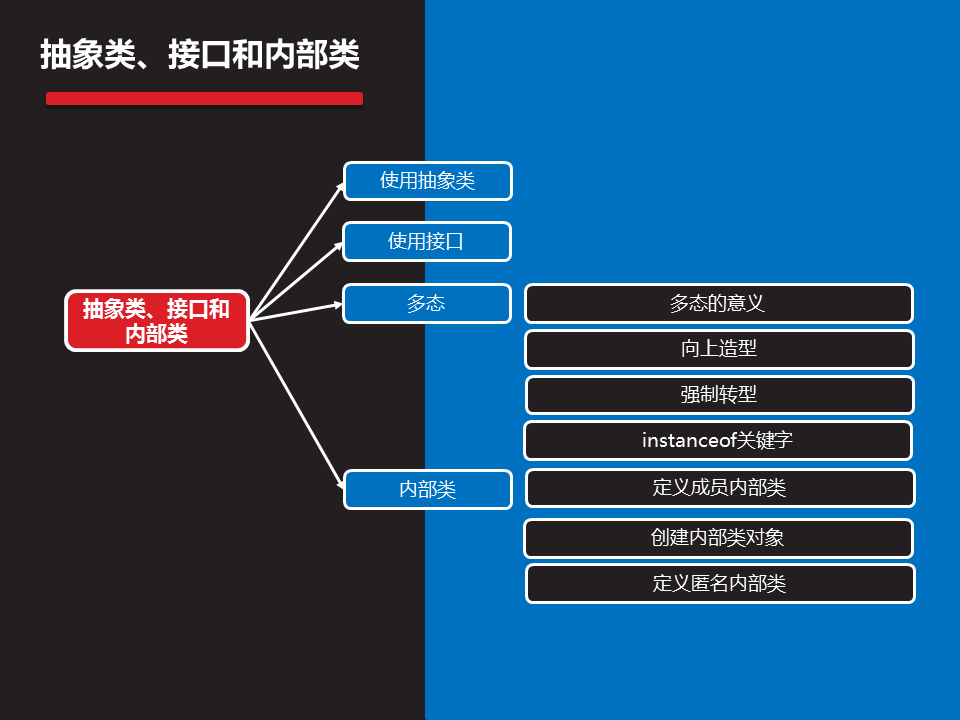 抽象类、接口和内部类
使用抽象类
使用接口
抽象类、接口和
内部类
多态
多态的意义
向上造型
强制转型
instanceof关键字
内部类
定义成员内部类
创建内部类对象
定义匿名内部类